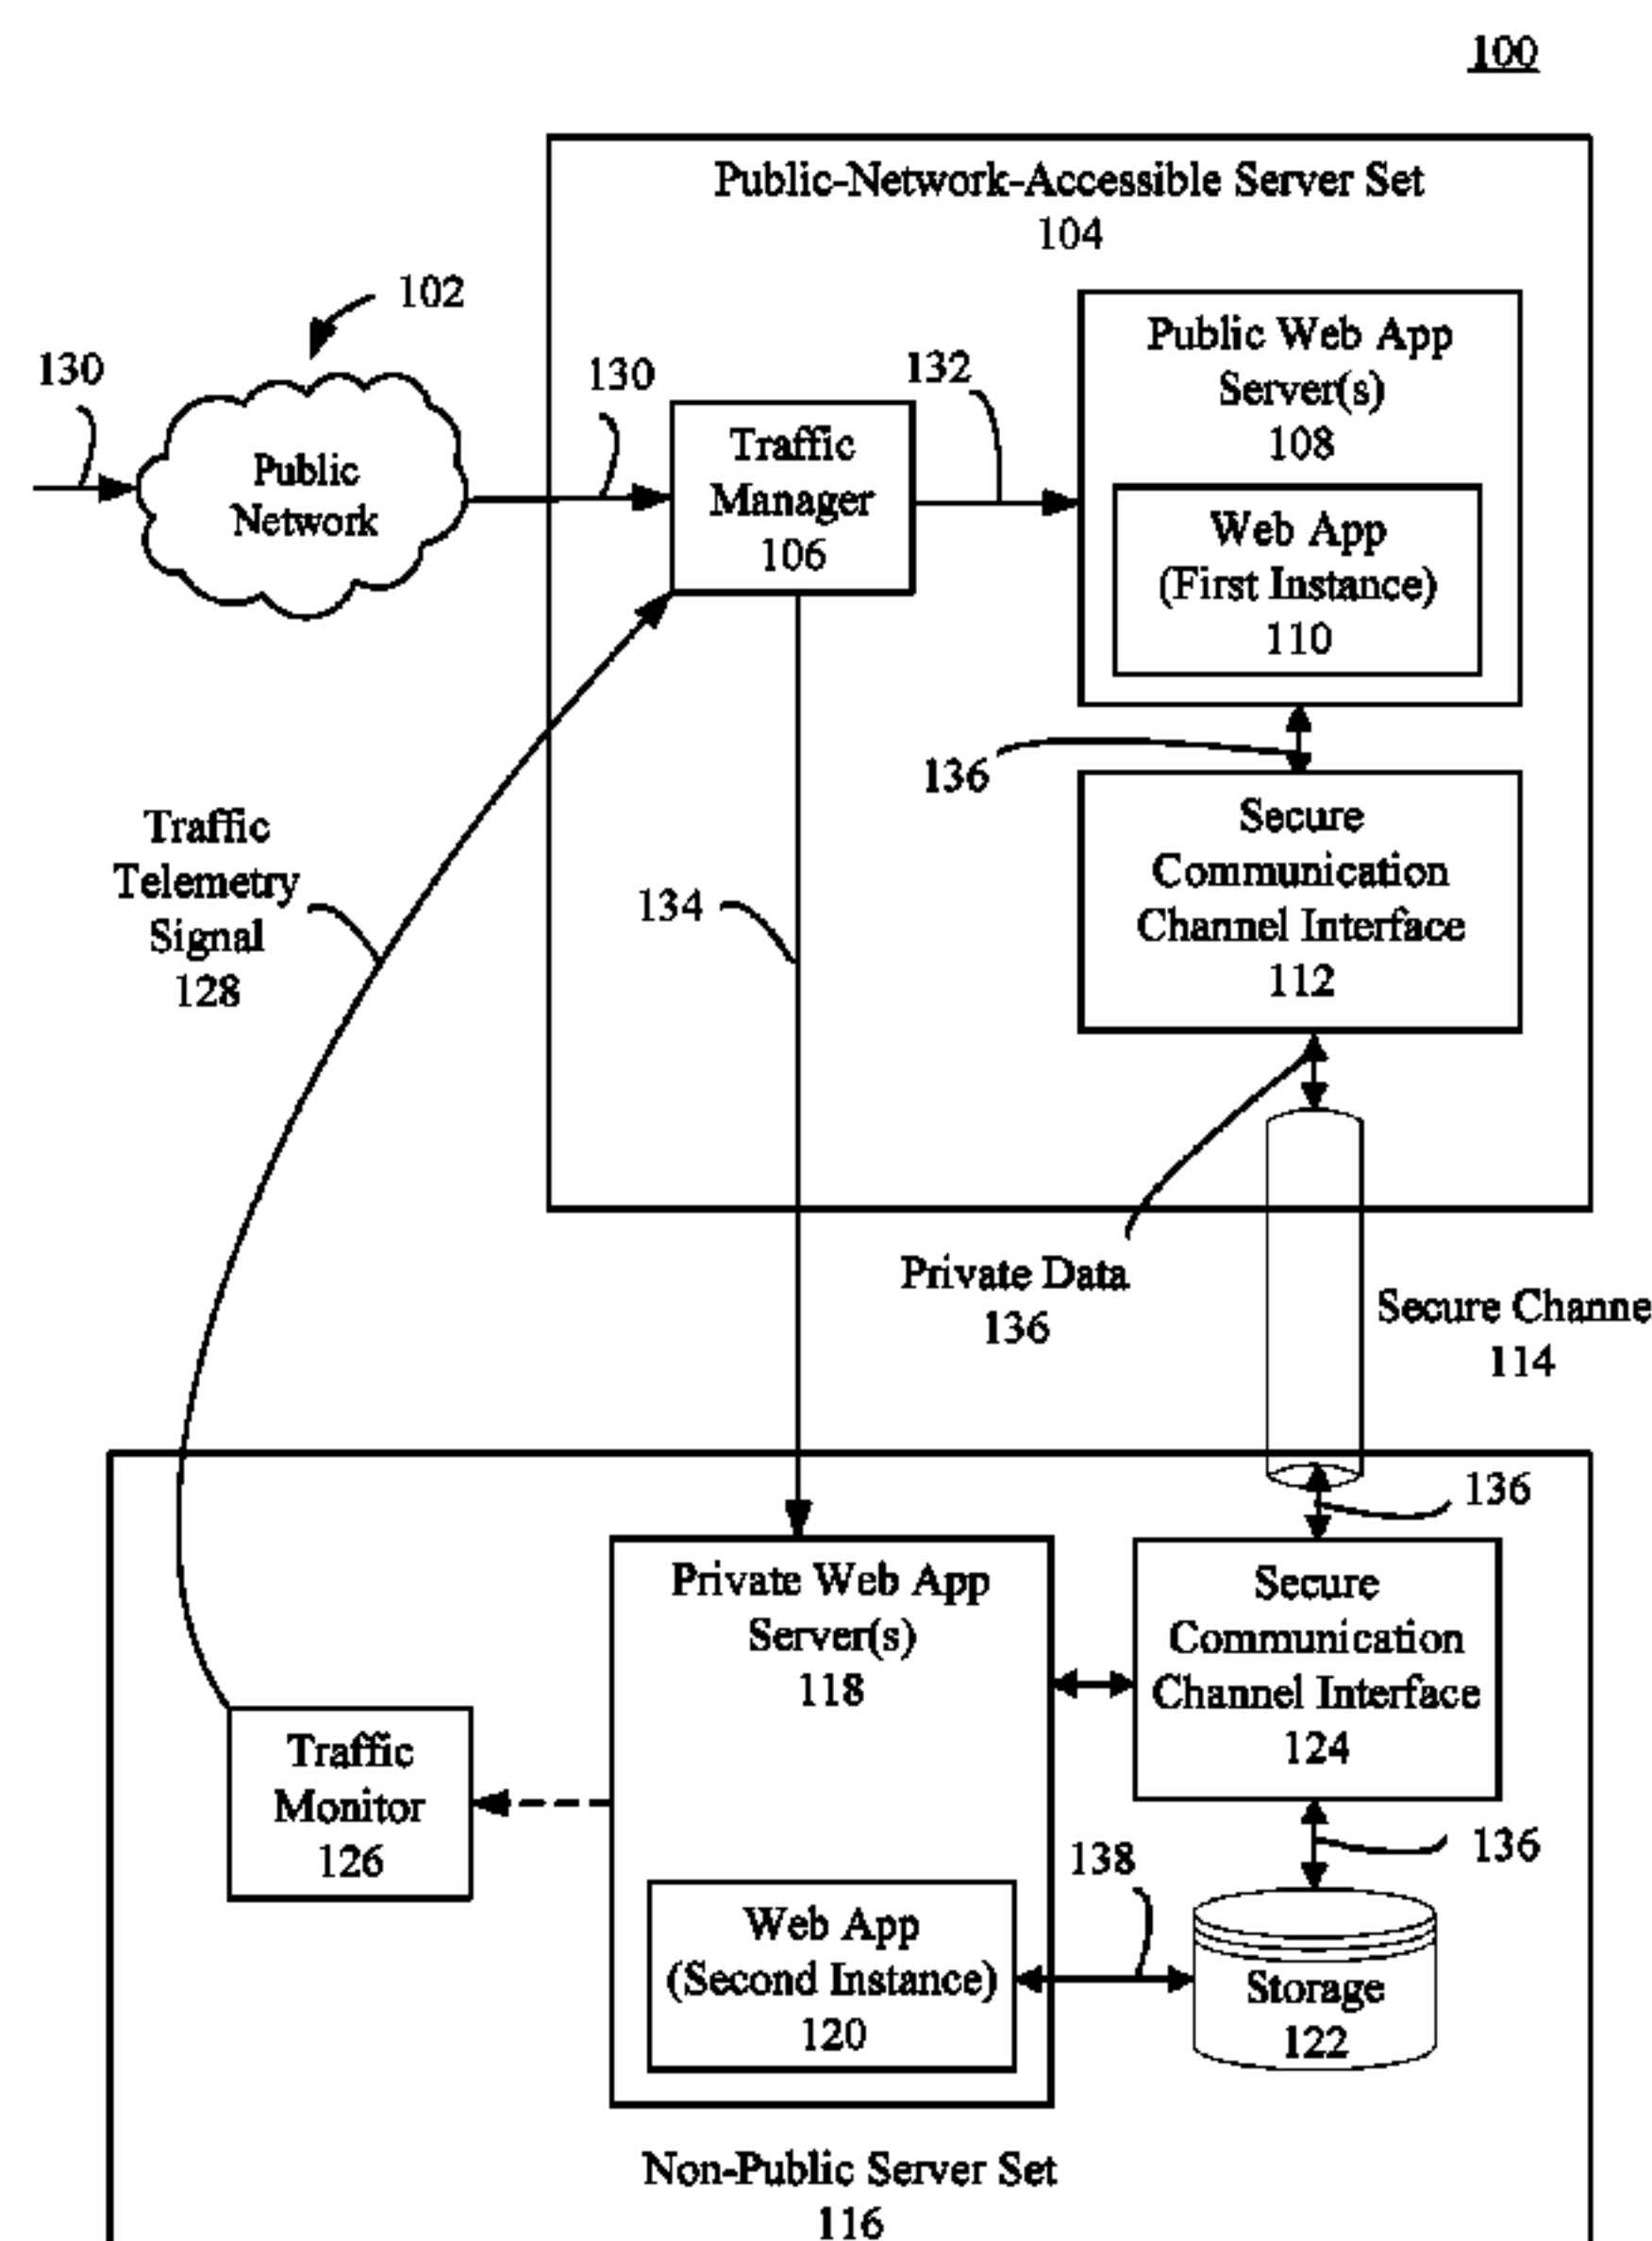 100
Public-Network-Accessible Server Set
104
102
130
Public
Network
130
Traffic
Manager
106
132
Public Web App
Server(s)
108
Web App
(First Instance)
110
136
Secure
Communication
Channel Interface
112
Traffic
Telemetry
Signal
128
134
Private Data
136
Secure Channe
114
136
Private Web App
Server(s)
118
Secure
Communication
Channel Interface
124
Traffic
Monitor
126
136
138
Web App
(Second Instance)
120
Storage
122
Non-Public Server Set
116